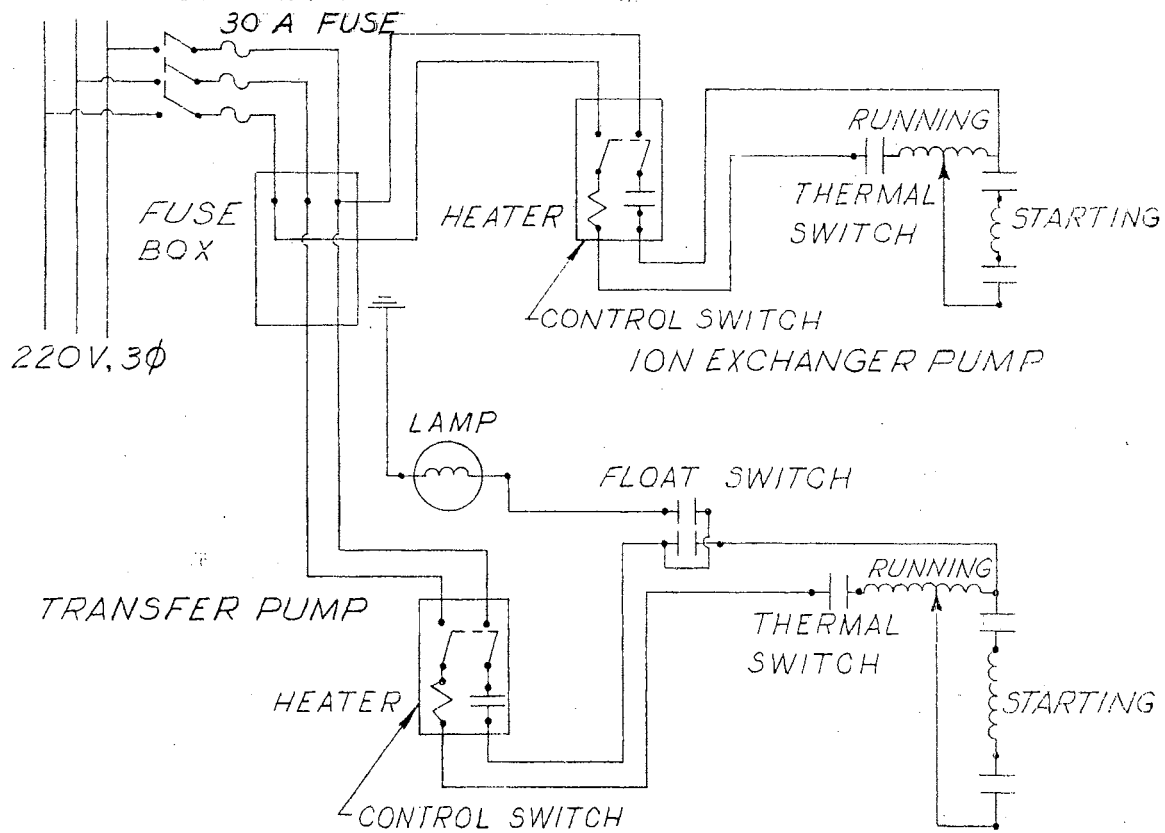 30 A FUSE
RUNNING
FUSE
BOX
HEATER
THERMAL
SWITCH
STARTING
CONTROL SWITCH
220V, 3ϕ
ION EXCHANGER PUMP
LAMP
FLOAT SWITCH
RUNNING
TRANSFER PUMP
THERMAL
SWITCH
HEATER
STARTING
CONTROL SWITCH